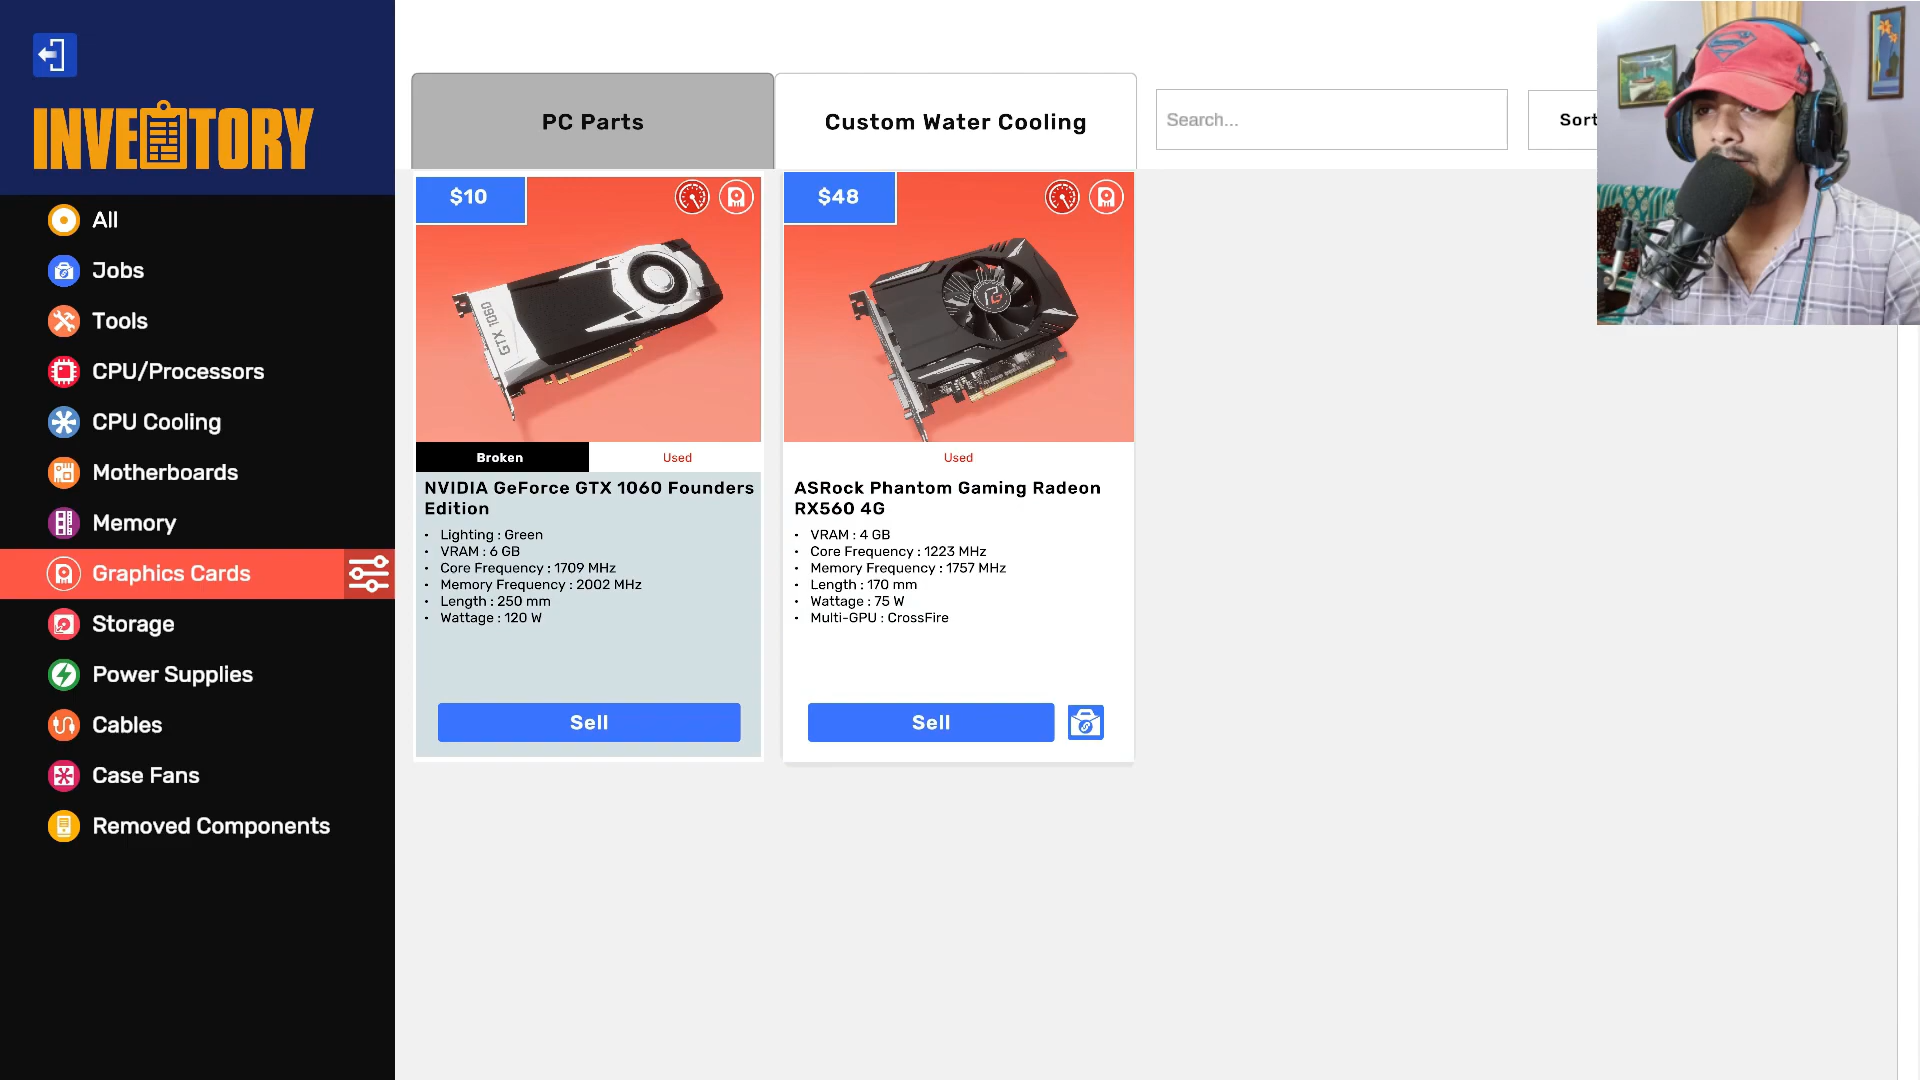 INVENTORY
All
Jobs
Tools
CPU/Processors
CPU Cooling
Motherboards
Memory
Graphics Cards
Storage
Power Supplies
Cables
Case Fans
Removed Components
PC Parts
Custom Water Cooling
Search...
Sort
$10
GTX 1060
Broken
Used
NVIDIA GeForce GTX 1060 Founders
Edition
• Lighting : Green
• VRAM : 6 GB
• Core Frequency : 1709 MHz
• Memory Frequency : 2002 MHz
• Length : 250 mm
• Wattage : 120 W
Sell
$48
Used
ASRock Phantom Gaming Radeon
RX560 4G
• VRAM : 4 GB
• Core Frequency : 1223 MHz
• Memory Frequency : 1757 MHz
• Length : 170 mm
• Wattage : 75 W
• Multi-GPU : CrossFire
Sell